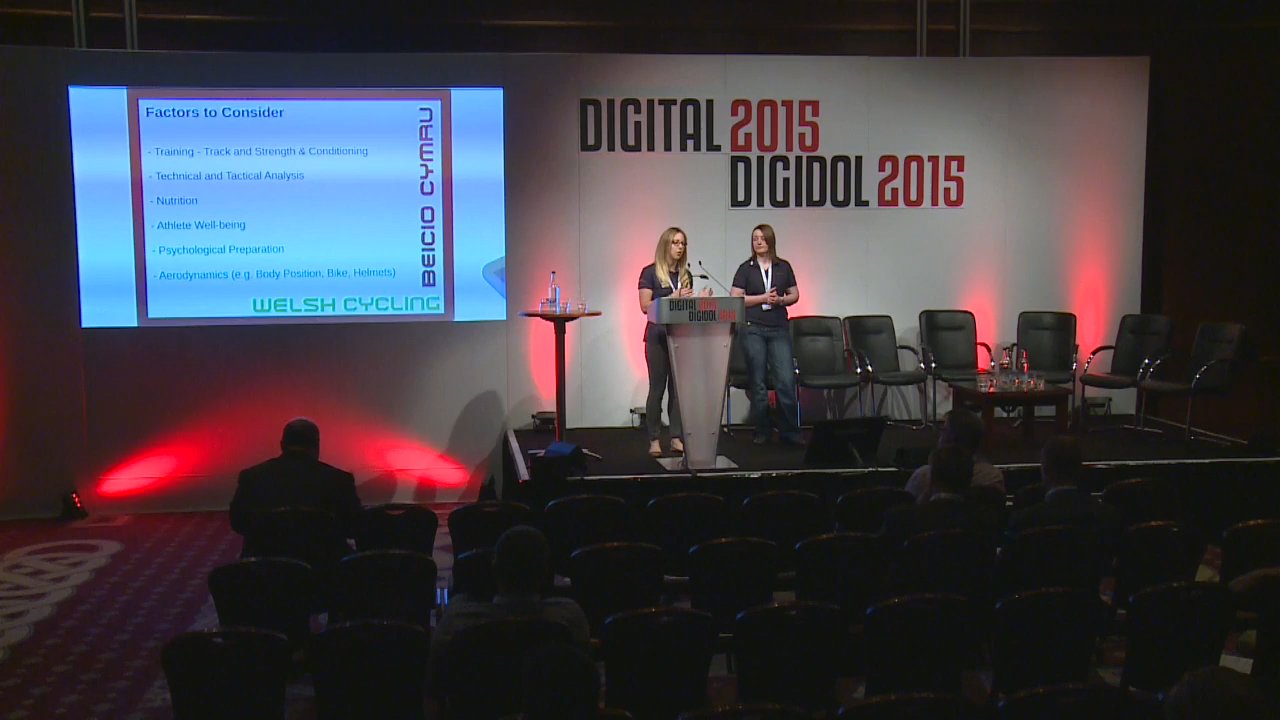 Factors to Consider
- Training - Track and Strength & Conditioning
- Technical and Tactical Analysis
- Nutrition
- Athlete Well-being
- Psychological Preparation
- Aerodynamics (e.g. Body Position, Bike, Helmets)
BEICIO CYMRU
WELSH CYCLING
DIGITAL 2015
DIGIDOL 2015
DIGITAL 2015
DIGIDOL 2015